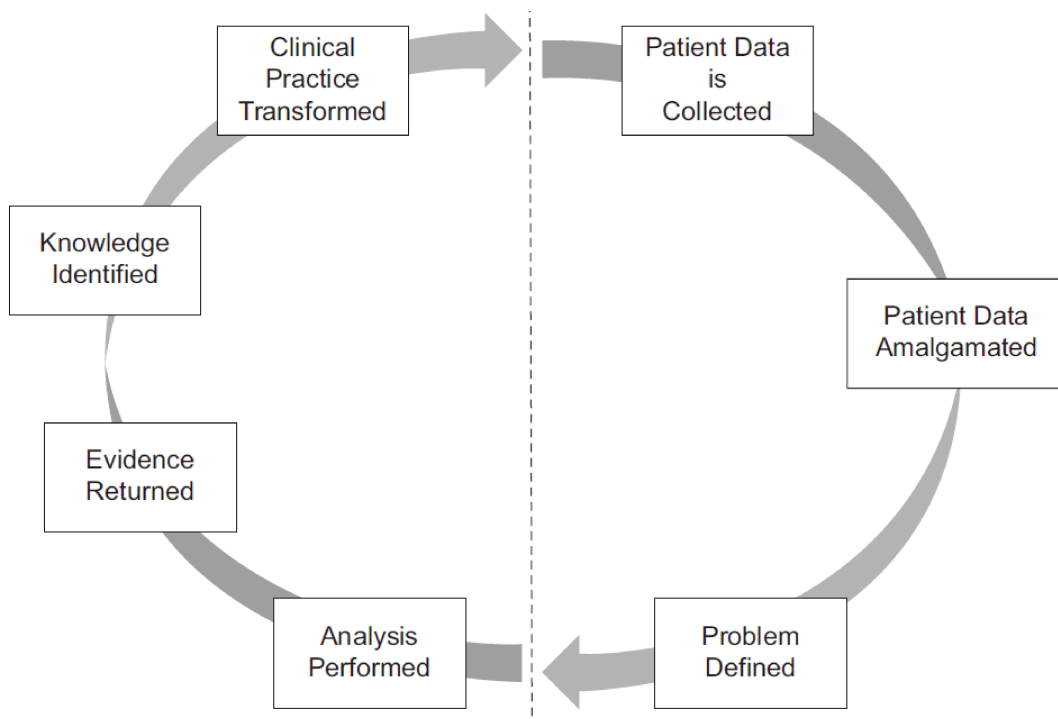 Clinical
Practice
Transformed
Patient Data
is
Collected
Knowledge
Identified
Patient Data
Amalgamated
Evidence
Returned
Analysis
Performed
Problem
Defined